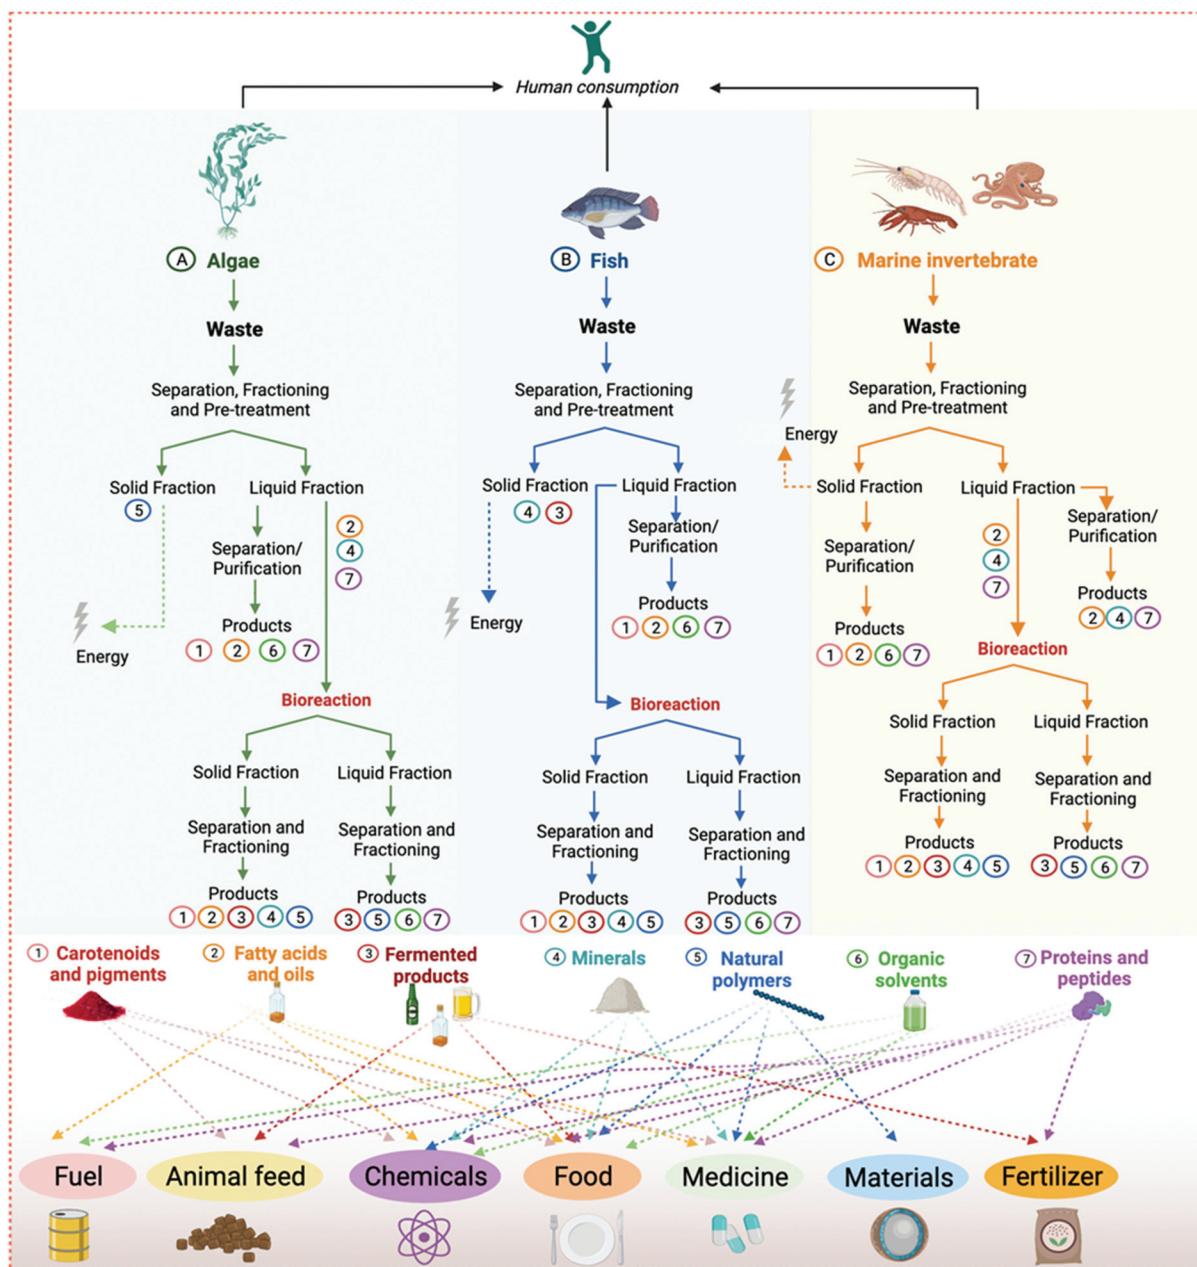 Human consumption
A Algae
Waste
Separation, Fractioning
and Pre-treatment
Solid Fraction
5
Liquid Fraction
2
4
7
Separation/
Purification
Products
1 2 6 7
Energy
Bioreaction
Solid Fraction
Liquid Fraction
Separation and
Fractioning
Separation and
Fractioning
Products
1 2 3 4 5
Products
3 5 6 7
B Fish
Waste
Separation, Fractioning
and Pre-treatment
Solid Fraction
4 3
Liquid Fraction
Separation/
Purification
Products
1 2 6 7
Energy
Bioreaction
Solid Fraction
Liquid Fraction
Separation and
Fractioning
Separation and
Fractioning
Products
1 2 3 4 5
Products
3 5 6 7
C Marine invertebrate
Waste
Separation, Fractioning
and Pre-treatment
Energy
Solid Fraction
Liquid Fraction
Separation/
Purification
Products
1 2 6 7
2
4
7
Separation/
Purification
Products
2 4 7
Bioreaction
Solid Fraction
Liquid Fraction
Separation and
Fractioning
Separation and
Fractioning
Products
1 2 3 4 5
Products
3 5 6 7
1 Carotenoids
and pigments
2 Fatty acids
and oils
3 Fermented
products
4 Minerals
5 Natural
polymers
6 Organic
solvents
7 Proteins and
peptides
Fuel
Animal feed
Chemicals
Food
Medicine
Materials
Fertilizer